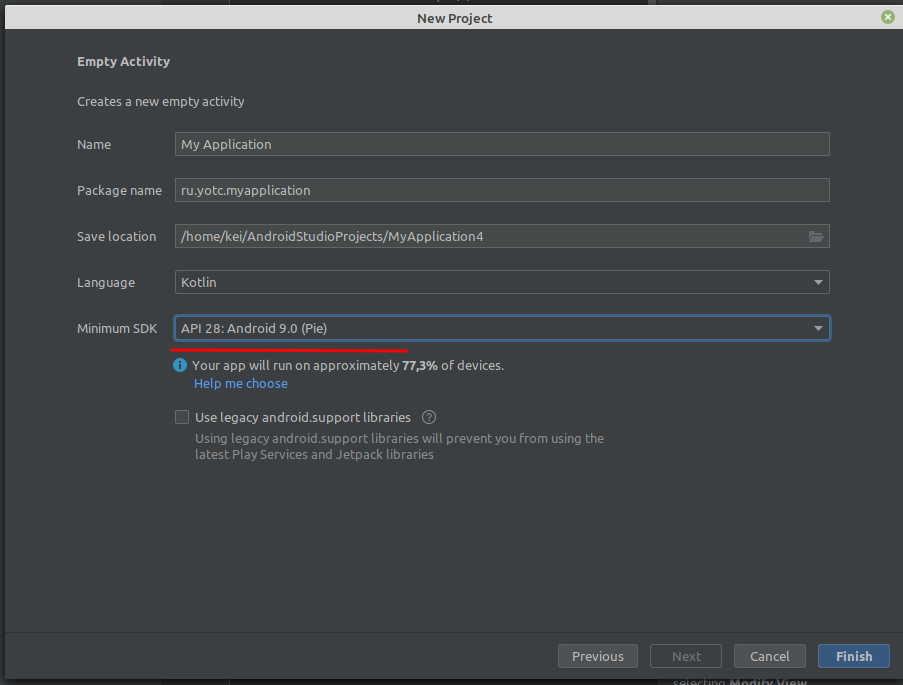 New Project
Empty Activity
Creates a new empty activity
Name
My Application
Package name
ru.yotc.myapplication
Save location
/home/kei/AndroidStudioProjects/MyApplication4
Language
Kotlin
Minimum SDK
API 28: Android 9.0 (Pie)
Your app will run on approximately 77,3% of devices.
Help me choose
Use legacy android.support libraries ?
Using legacy android.support libraries will prevent you from using the
latest Play Services and Jetpack libraries
Previous
Next
Cancel
Finish
selecting Modify View